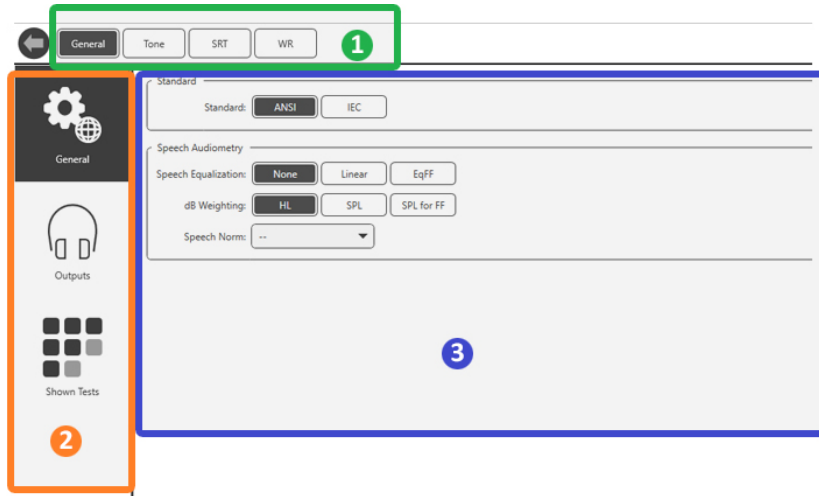 General Tone SRT WR 1
Standard
Standard: ANSI IEC
General
Speech Audiometry
Speech Equalization: None Linear EqFF
dB Weighting: HL SPL SPL for FF
Speech Norm: --
Outputs
Shown Tests
3
2